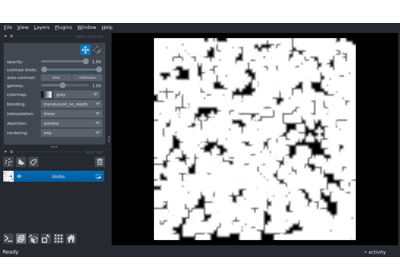 File View Layers Plugins Window Help
opacity: 1.00
contrast limits:
auto-contrast: once continuous
gamma: 1.00
colormap: gray
blending: translucent_no_depth
interpolation: linear
depiction: volume
rendering: mip
blobs
Ready activity